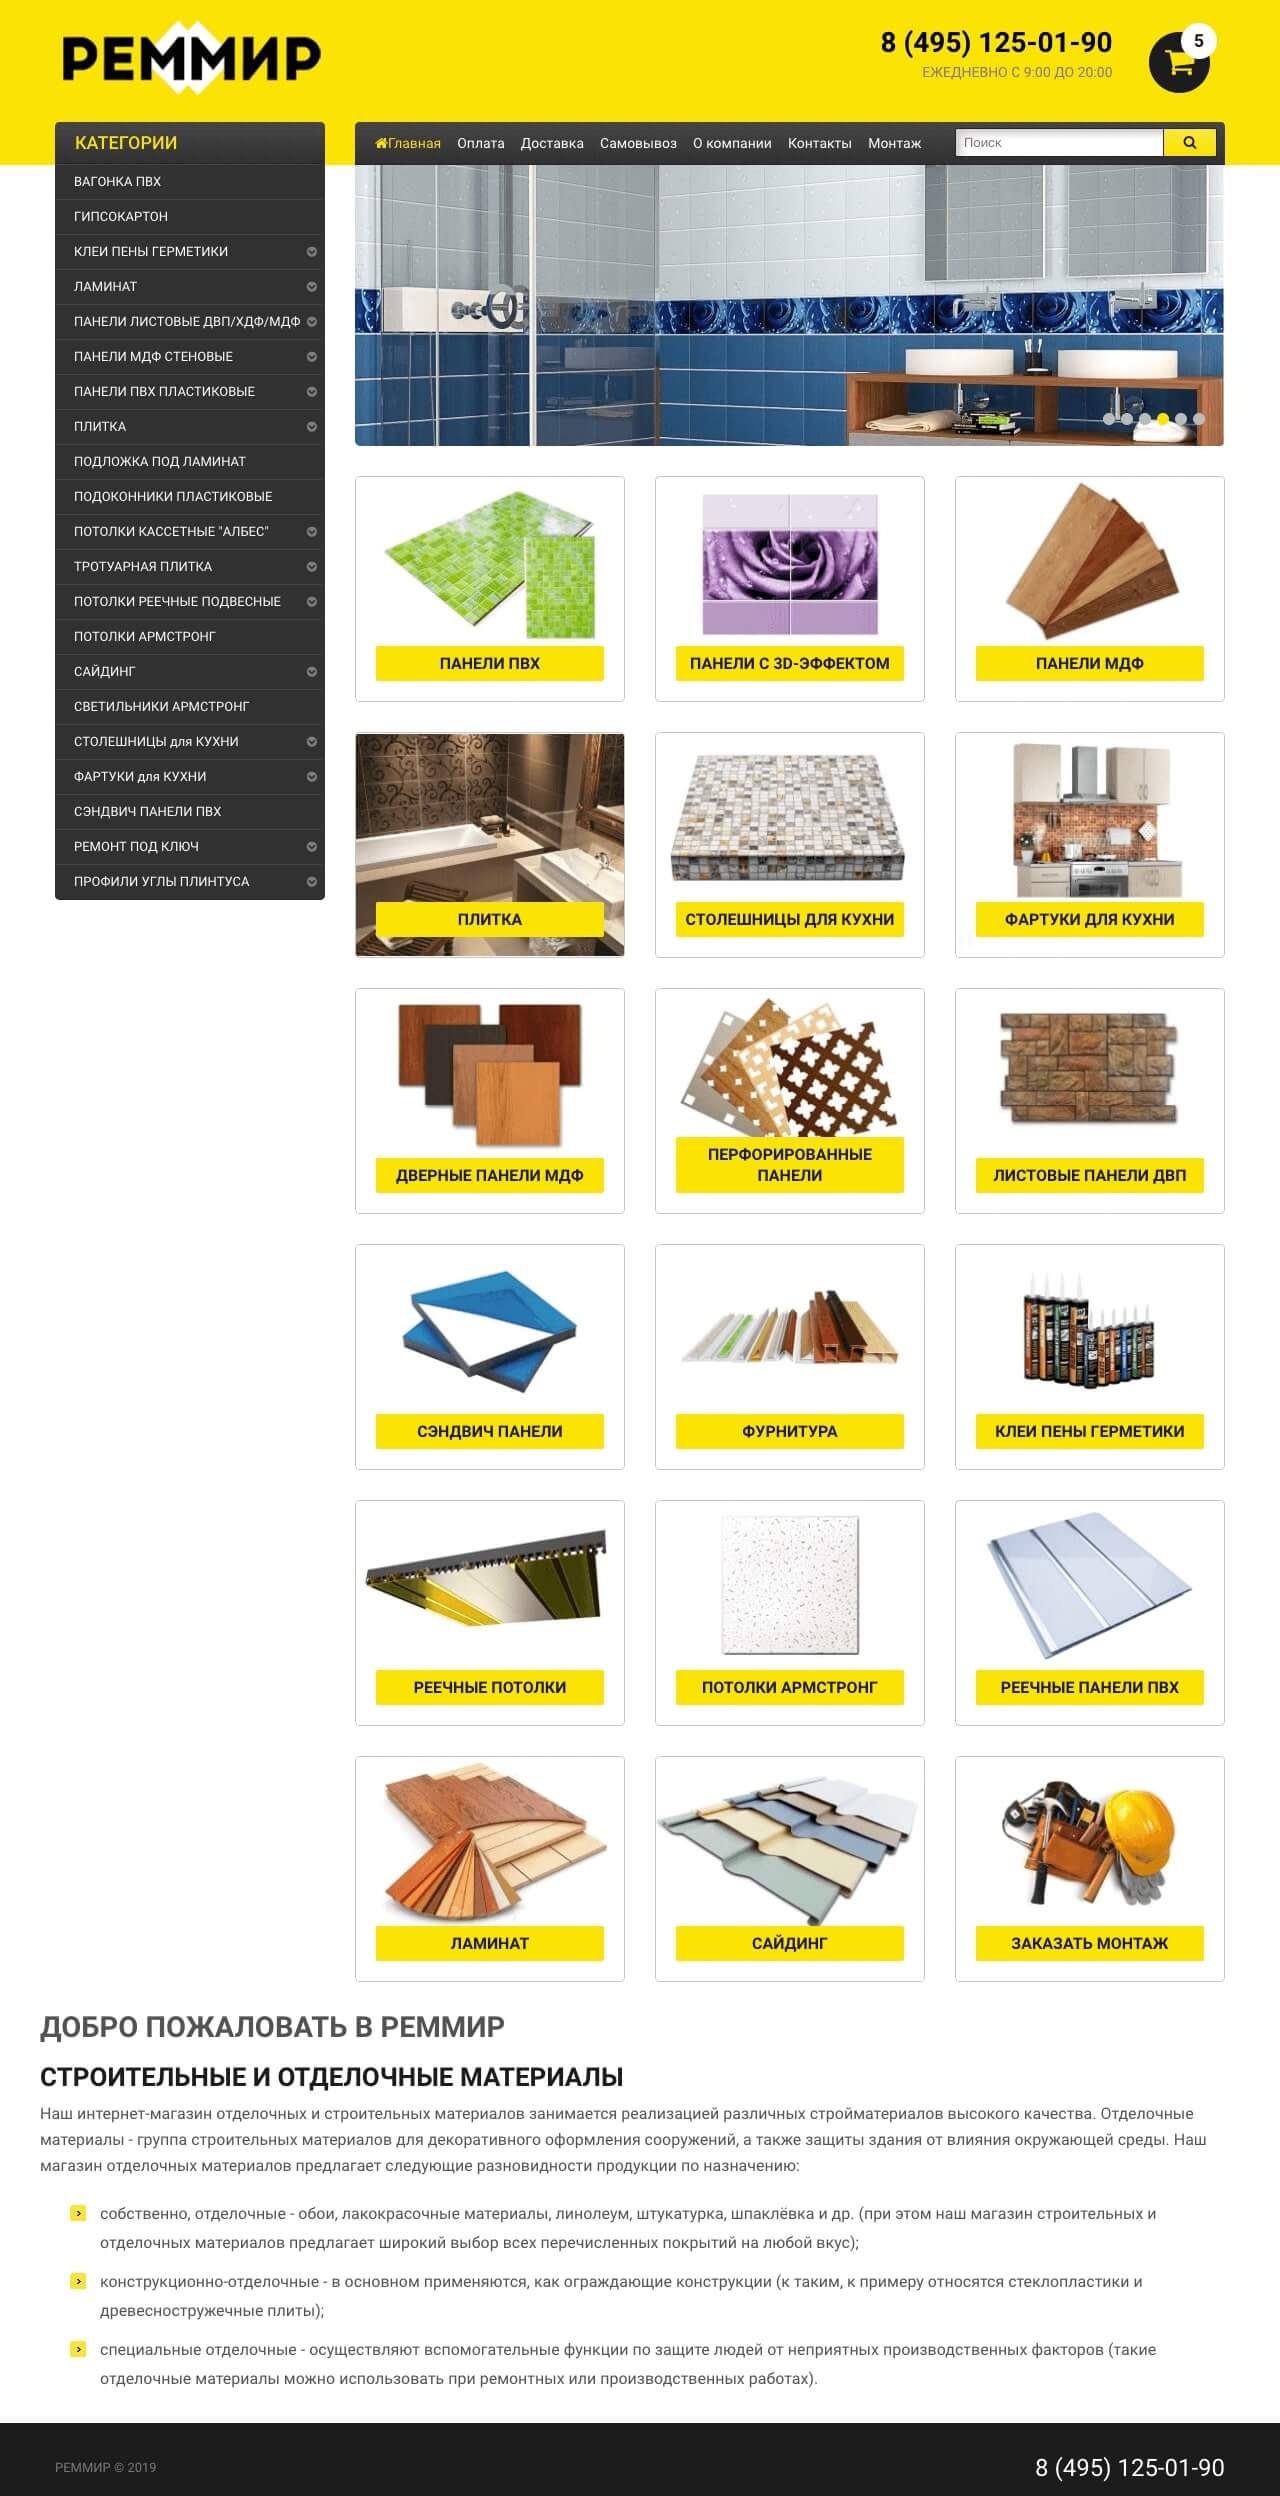 РЕММИР
8 (495) 125-01-90
ЕЖЕДНЕВНО С 9:00 ДО 20:00
5
КАТЕГОРИИ
Главная Оплата Доставка Самовывоз О компании Контакты Монтаж Поиск
ВАГОНКА ПВХ
ГИПСОКАРТОН
КЛЕИ ПЕНЫ ГЕРМЕТИКИ
ЛАМИНАТ
ПАНЕЛИ ЛИСТОВЫЕ ДВП/ХДФ/МДФ
ПАНЕЛИ МДФ СТЕНОВЫЕ
ПАНЕЛИ ПВХ ПЛАСТИКОВЫЕ
ПЛИТКА
ПОДЛОЖКА ПОД ЛАМИНАТ
ПОДОКОННИКИ ПЛАСТИКОВЫЕ
ПОТОЛКИ КАССЕТНЫЕ "АЛБЕС"
ТРОТУАРНАЯ ПЛИТКА
ПОТОЛКИ РЕЕЧНЫЕ ПОДВЕСНЫЕ
ПОТОЛКИ АРМСТРОНГ
САЙДИНГ
СВЕТИЛЬНИКИ АРМСТРОНГ
СТОЛЕШНИЦЫ для КУХНИ
ФАРТУКИ для КУХНИ
СЭНДВИЧ ПАНЕЛИ ПВХ
РЕМОНТ ПОД КЛЮЧ
ПРОФИЛИ УГЛЫ ПЛИНТУСА
ПАНЕЛИ ПВХ
ПАНЕЛИ С 3D-ЭФФЕКТОМ
ПАНЕЛИ МДФ
ПЛИТКА
СТОЛЕШНИЦЫ ДЛЯ КУХНИ
ФАРТУКИ ДЛЯ КУХНИ
ДВЕРНЫЕ ПАНЕЛИ МДФ
ПЕРФОРИРОВАННЫЕ
ПАНЕЛИ
ЛИСТОВЫЕ ПАНЕЛИ ДВП
СЭНДВИЧ ПАНЕЛИ
ФУРНИТУРА
КЛЕИ ПЕНЫ ГЕРМЕТИКИ
РЕЕЧНЫЕ ПОТОЛКИ
ПОТОЛКИ АРМСТРОНГ
РЕЕЧНЫЕ ПАНЕЛИ ПВХ
ЛАМИНАТ
САЙДИНГ
ЗАКАЗАТЬ МОНТАЖ
ДОБРО ПОЖАЛОВАТЬ В РЕММИР
СТРОИТЕЛЬНЫЕ И ОТДЕЛОЧНЫЕ МАТЕРИАЛЫ
Наш интернет-магазин отделочных и строительных материалов занимается реализацией различных стройматериалов высокого качества. Отделочные
материалы - группа строительных материалов для декоративного оформления сооружений, а также защиты здания от влияния окружающей среды. Наш
магазин отделочных материалов предлагает следующие разновидности продукции по назначению:
собственно, отделочные - обои, лакокрасочные материалы, линолеум, штукатурка, шпаклёвка и др. (при этом наш магазин строительных и
отделочных материалов предлагает широкий выбор всех перечисленных покрытий на любой вкус);
конструкционно-отделочные - в основном применяются, как ограждающие конструкции (к таким, к примеру относятся стеклопластики и
древесностружечные плиты);
специальные отделочные - осуществляют вспомогательные функции по защите людей от неприятных производственных факторов (такие
отделочные материалы можно использовать при ремонтных или производственных работах).
РЕММИР © 2019
8 (495) 125-01-90